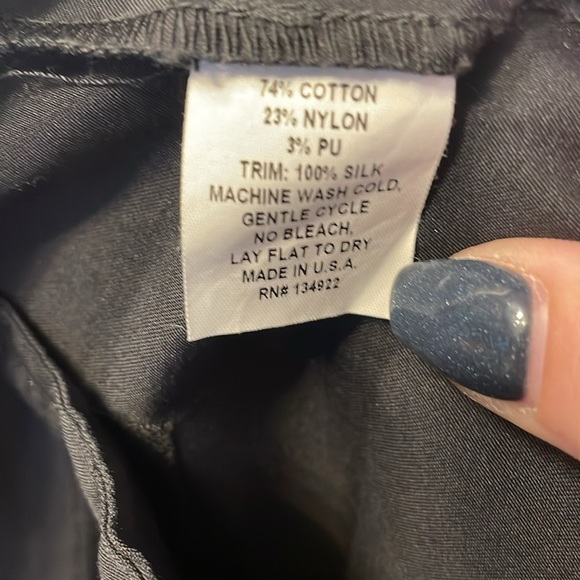 74% COTTON
23% NYLON
3% PU
TRIM: 100% SILK
MACHINE WASH COLD,
GENTLE CYCLE
NO BLEACH,
LAY FLAT TO DRY
MADE IN U.S.A.
RN# 134922